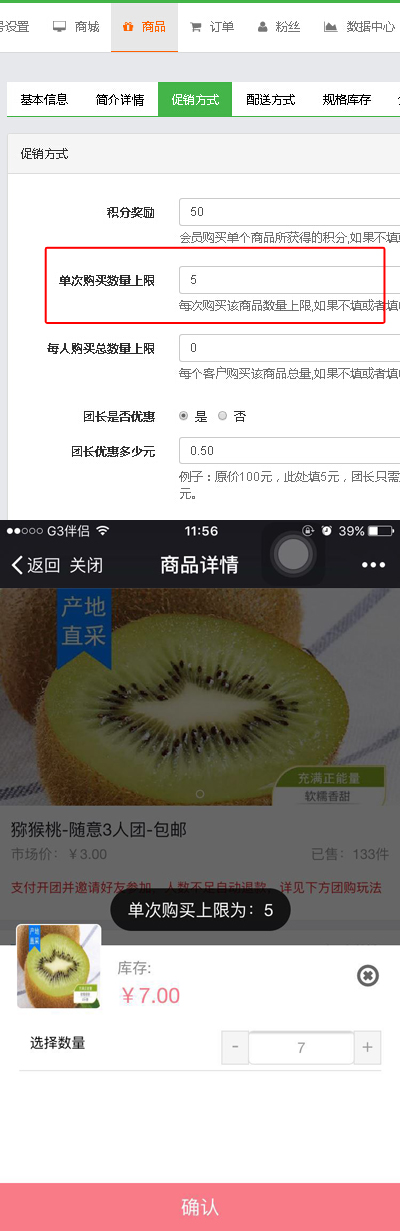 号设置 商城 商品 订单 粉丝 数据中心
基本信息 简介详情 促销方式 配送方式 规格库存
促销方式
积分奖励 50
会员购买单个商品所获得的积分,如果不填
单次购买数量上限 5
每次购买该商品数量上限,如果不填或者填
每人购买总数量上限 0
每个客户购买该商品总量,如果不填或者填
团长是否优惠 是 否
团长优惠多少元 0.50
例子：原价100元，此处填5元，团长只需
元。
G3伴侣 11:56 39%
返回 关闭 商品详情
产地
直采
充满正能量
软糯香甜
猕猴桃-随意3人团-包邮
市场价：￥3.00 已售：133件
支付开团并邀请好友参加，人数不足自动退款，详见下方团购玩法
单次购买上限为：5
产地
直采
库存:
￥7.00
选择数量 - 7 +
确认